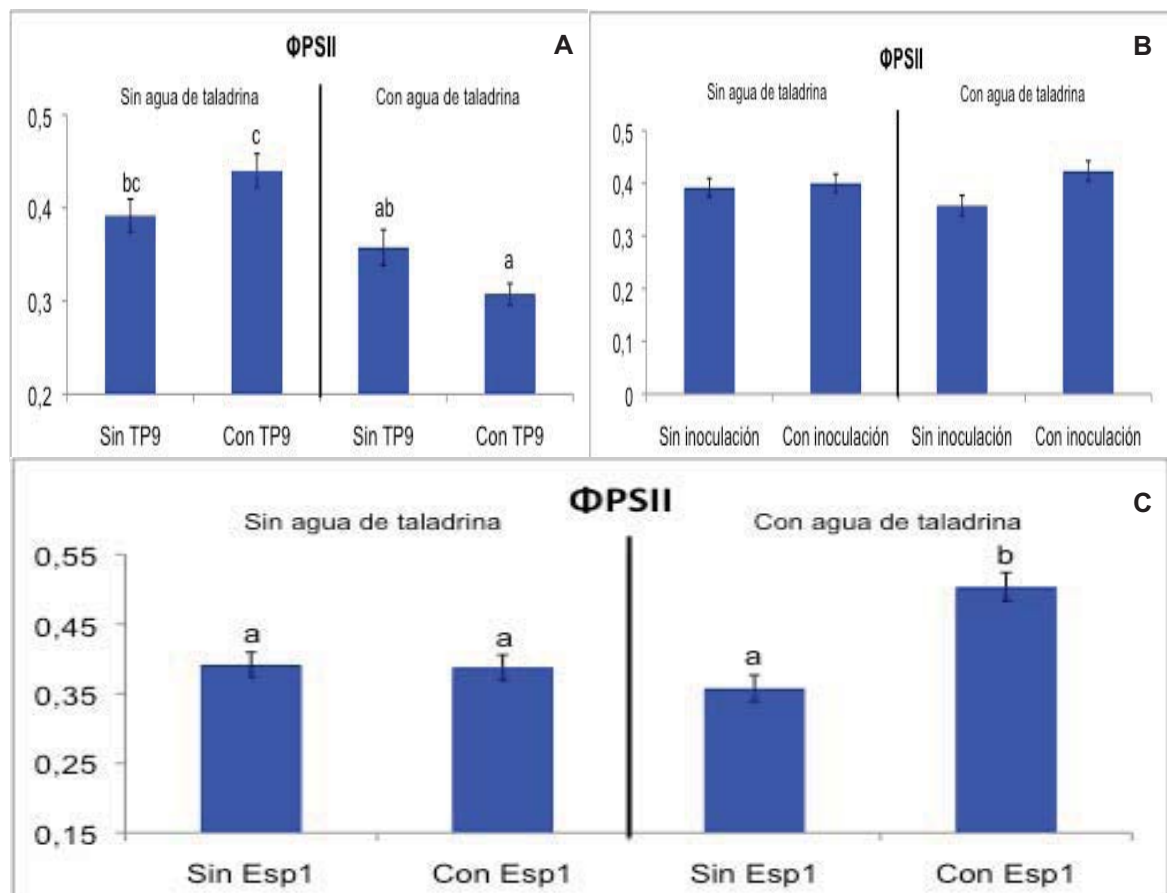 ΦPSII
A
Sin agua de taladrina
Con agua de taladrina
0,5
0,4
0,3
0,2
bc
c
ab
a
Sin TP9
Con TP9
Sin TP9
Con TP9
ΦPSII
B
Sin agua de taladrina
Con agua de taladrina
0,5
0,4
0,3
0,2
0,1
0
Sin inoculación
Con inoculación
Sin inoculación
Con inoculación
ΦPSII
C
Sin agua de taladrina
Con agua de taladrina
0,55
0,45
0,35
0,25
0,15
a
a
a
b
Sin Esp1
Con Esp1
Sin Esp1
Con Esp1